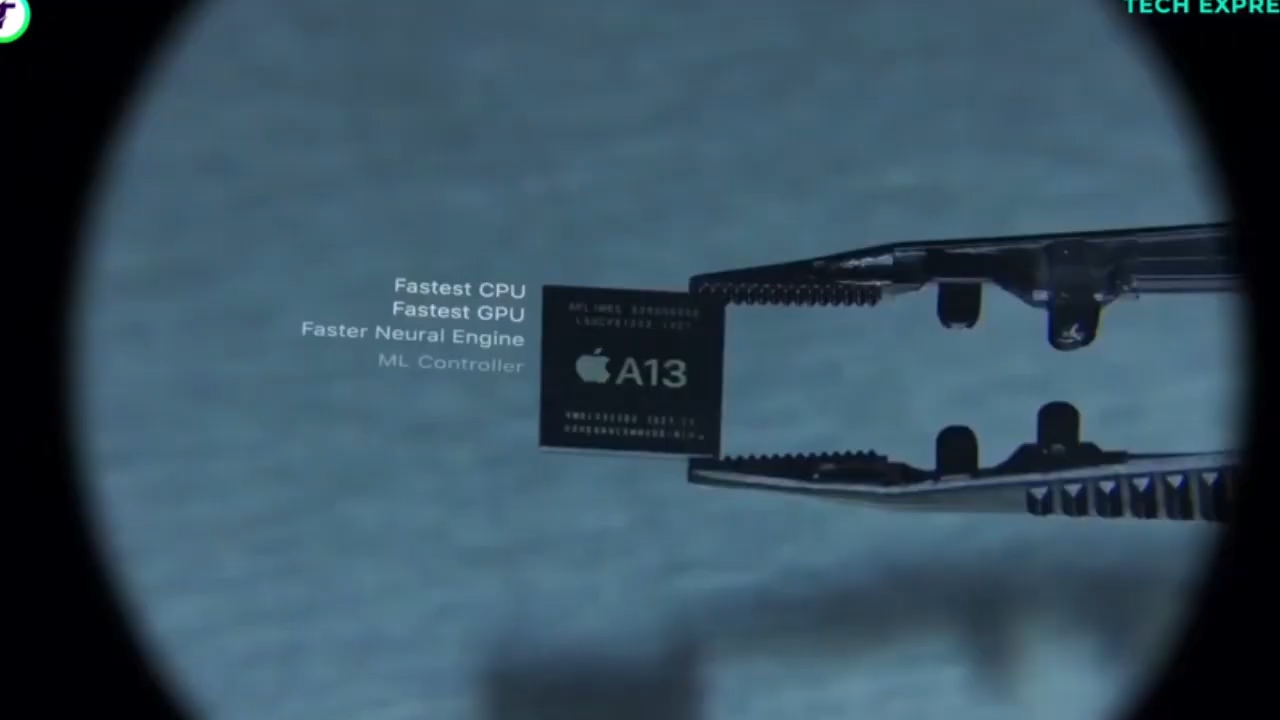 TECH EXPRE
Fastest CPU
Fastest GPU
Faster Neural Engine
ML Controller
A13